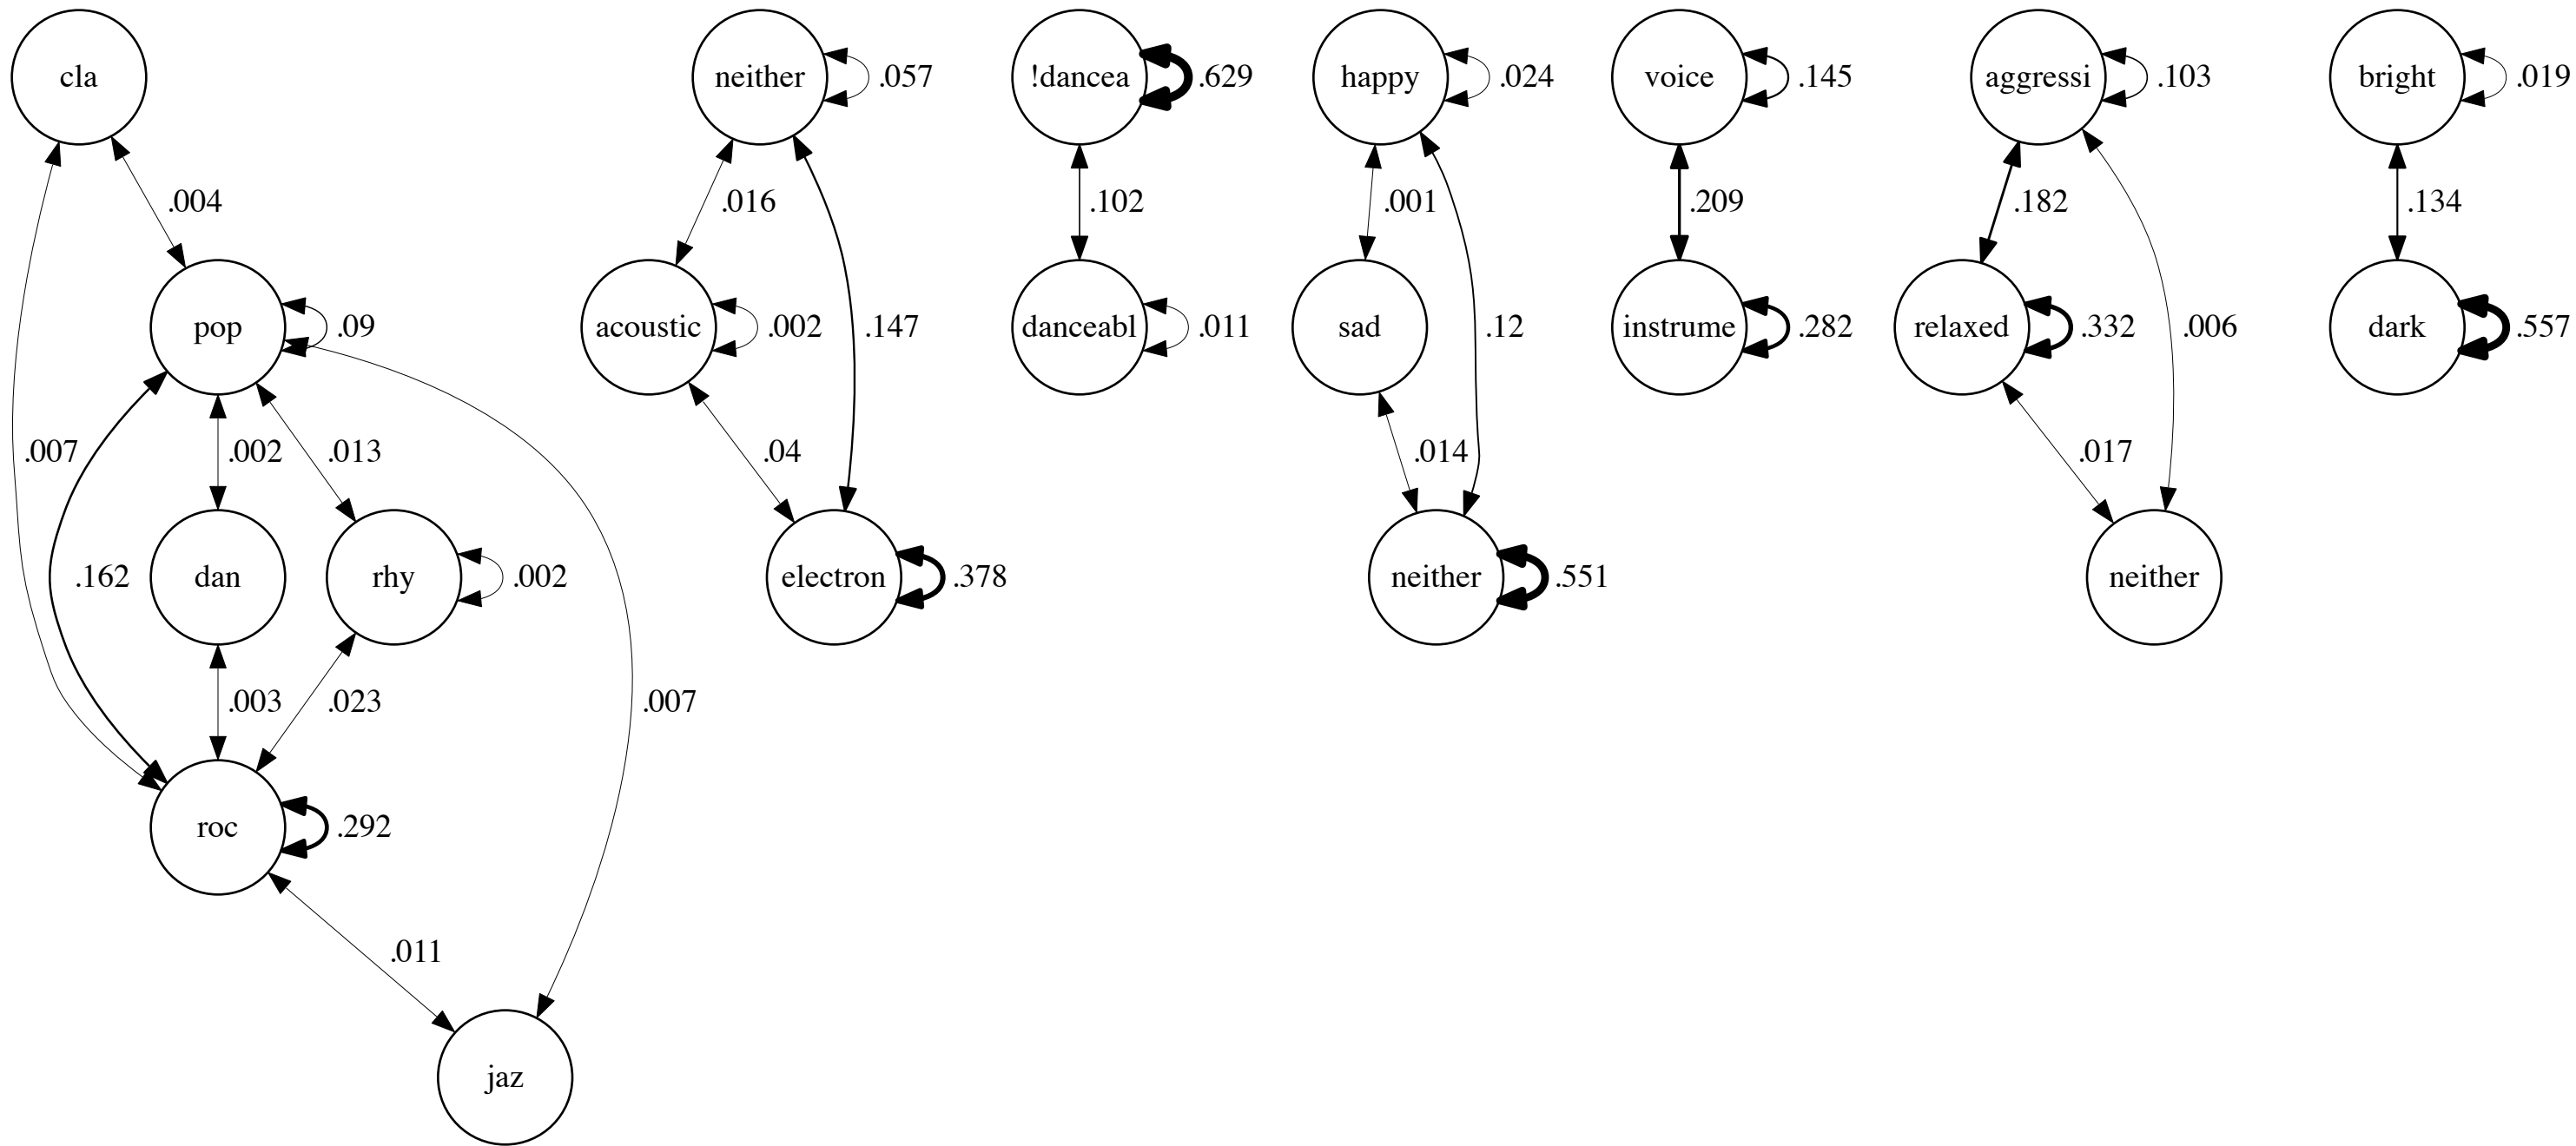 cla
neither
.057
!dancea
.629
happy
.024
voice
.145
aggressi
.103
bright
.019
.004
.016
.102
.001
.209
.182
.134
pop
.09
acoustic
.002
.147
danceabl
.011
sad
.12
instrume
.282
relaxed
.332
.006
dark
.557
.007
.002
.013
.04
.014
.017
.162
dan
rhy
.002
electron
.378
neither
.551
neither
.003
.023
.007
roc
.292
.011
jaz